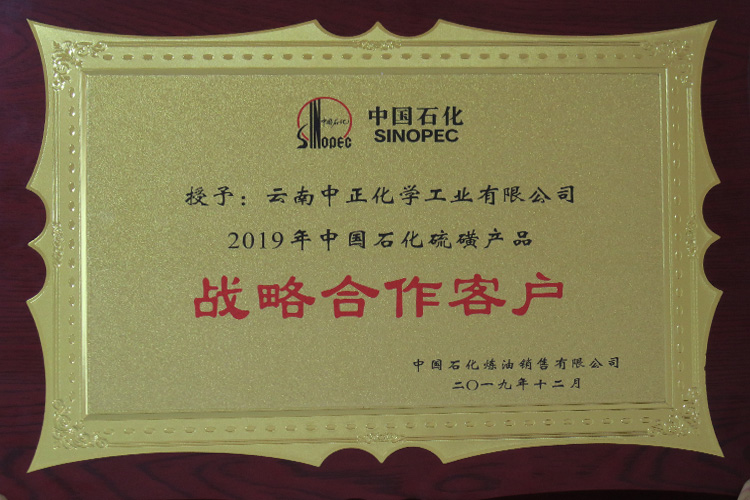 中国石化
SINOPEC
中国石化
SINOPEC
授予：云南中正化学工业有限公司
2019年中国石化硫磺产品
战略合作客户
中国石化炼油销售有限公司
二〇一九年十二月